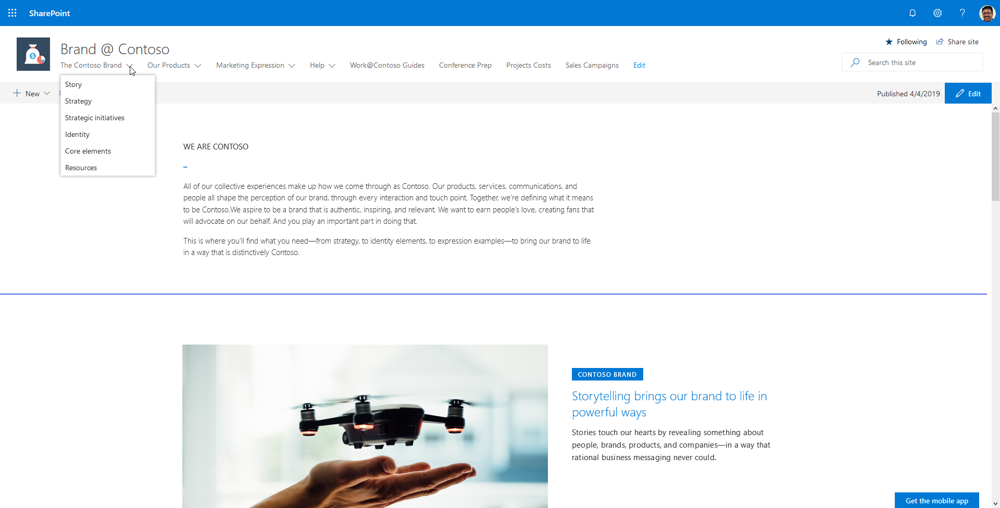 SharePoint
Brand @ Contoso
Following
Share site
The Contoso Brand
Our Products
Marketing Expression
Help
Work@Contoso Guides
Conference Prep
Projects Costs
Sales Campaigns
Edit
Search this site
Story
Strategy
Strategic initiatives
Identity
Core elements
Resources
New
Published 4/4/2019
Edit
WE ARE CONTOSO
All of our collective experiences make up how we come through as Contoso. Our products, services, communications, and
people all shape the perception of our brand, through every interaction and touch point. Together, we’re defining what it means
to be Contoso.We aspire to be a brand that is authentic, inspiring, and relevant. We want to earn people’s love, creating fans that
will advocate on our behalf. And you play an important part in doing that.
This is where you’ll find what you need—from strategy, to identity elements, to expression examples—to bring our brand to life
in a way that is distinctively Contoso.
CONTOSO BRAND
Storytelling brings our brand to life in
powerful ways
Stories touch our hearts by revealing something about
people, brands, products, and companies—in a way that
rational business messaging never could.
Get the mobile app